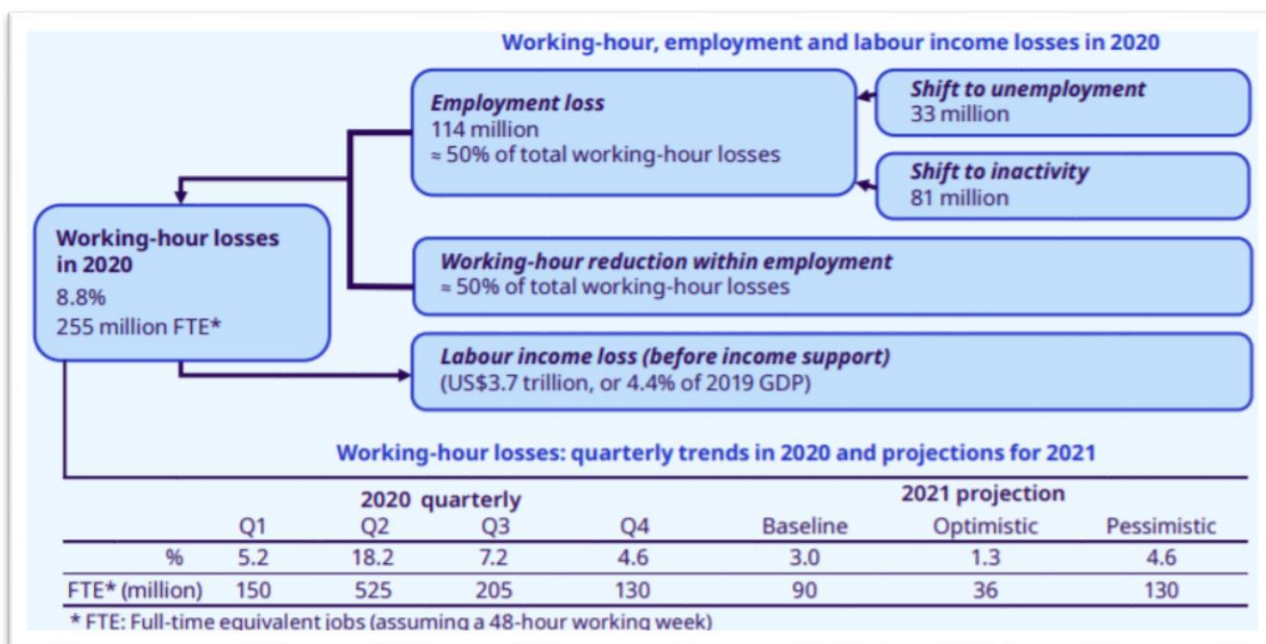 Working-hour, employment and labour income losses in 2020
Employment loss
114 million
≈ 50% of total working-hour losses
Shift to unemployment
33 million
Shift to inactivity
81 million
Working-hour losses
in 2020
8.8%
255 million FTE*
Working-hour reduction within employment
≈ 50% of total working-hour losses
Labour income loss (before income support)
(US$3.7 trillion, or 4.4% of 2019 GDP)
Working-hour losses: quarterly trends in 2020 and projections for 2021
2020 quarterly 2021 projection
Q1 Q2 Q3 Q4 Baseline Optimistic Pessimistic
% 5.2 18.2 7.2 4.6 3.0 1.3 4.6
FTE* (million) 150 525 205 130 90 36 130
* FTE: Full-time equivalent jobs (assuming a 48-hour working week)